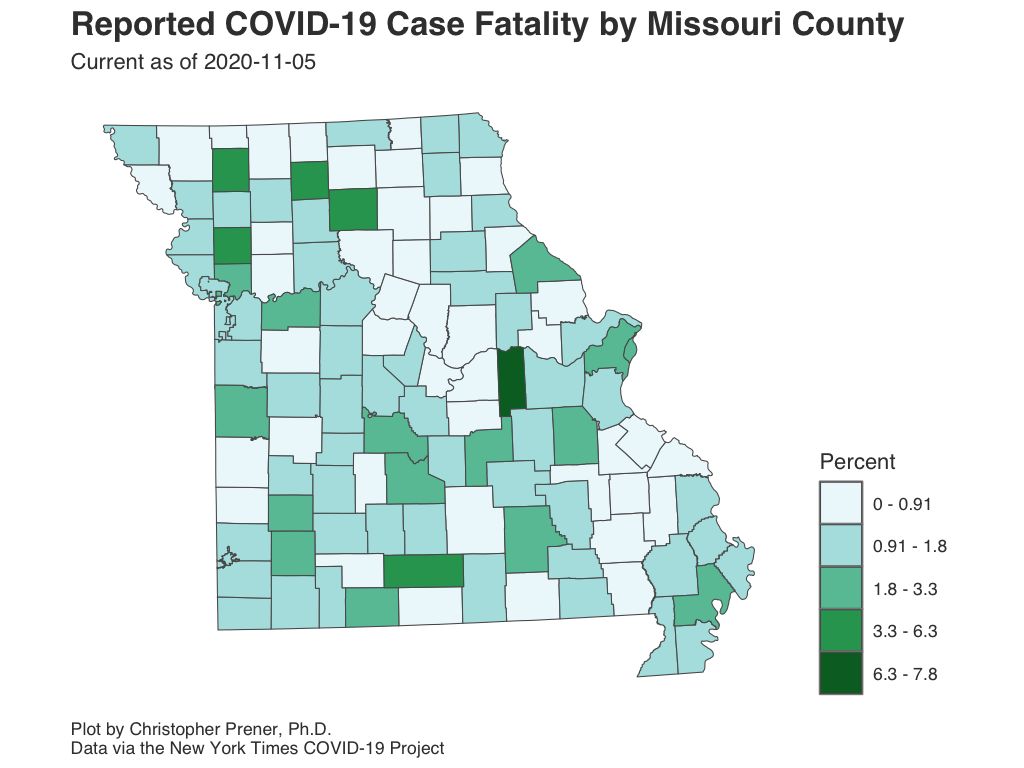 Reported COVID-19 Case Fatality by Missouri County
Current as of 2020-11-05
Percent
0 - 0.91
0.91 - 1.8
1.8 - 3.3
3.3 - 6.3
6.3 - 7.8
Plot by Christopher Prener, Ph.D.
Data via the New York Times COVID-19 Project